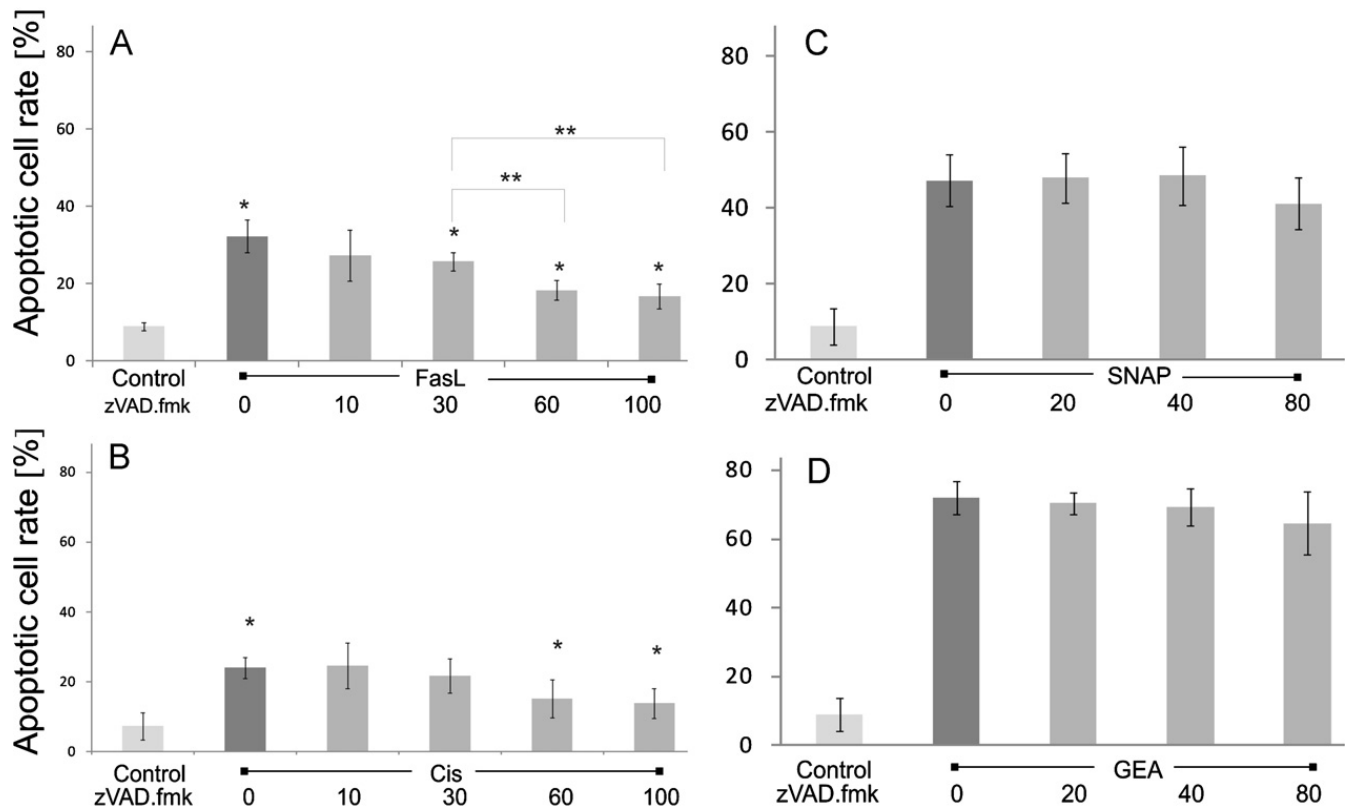 A
Apoptotic cell rate [%]
80
60
40
20
0
**
**
* * * *
Control FasL
zVAD.fmk 0 10 30 60 100
B
Apoptotic cell rate [%]
80
60
40
20
0
* * *
Control Cis
zVAD.fmk 0 10 30 60 100
C
80
60
40
20
0
Control SNAP
zVAD.fmk 0 20 40 80
D
80
60
40
20
0
Control GEA
zVAD.fmk 0 20 40 80